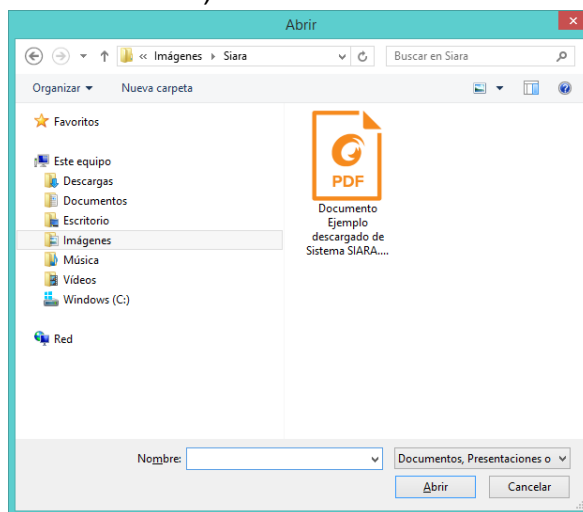 Abrir
« Imágenes ▸ Siara
Buscar en Siara
Organizar ▾ Nueva carpeta
Favoritos
Este equipo
Descargas
Documentos
Escritorio
Imágenes
Música
Vídeos
Windows (C:)
Red
PDF
Documento
Ejemplo
descargado de
Sistema SIARA....
Nombre:
Documentos, Presentaciones o
Abrir Cancelar